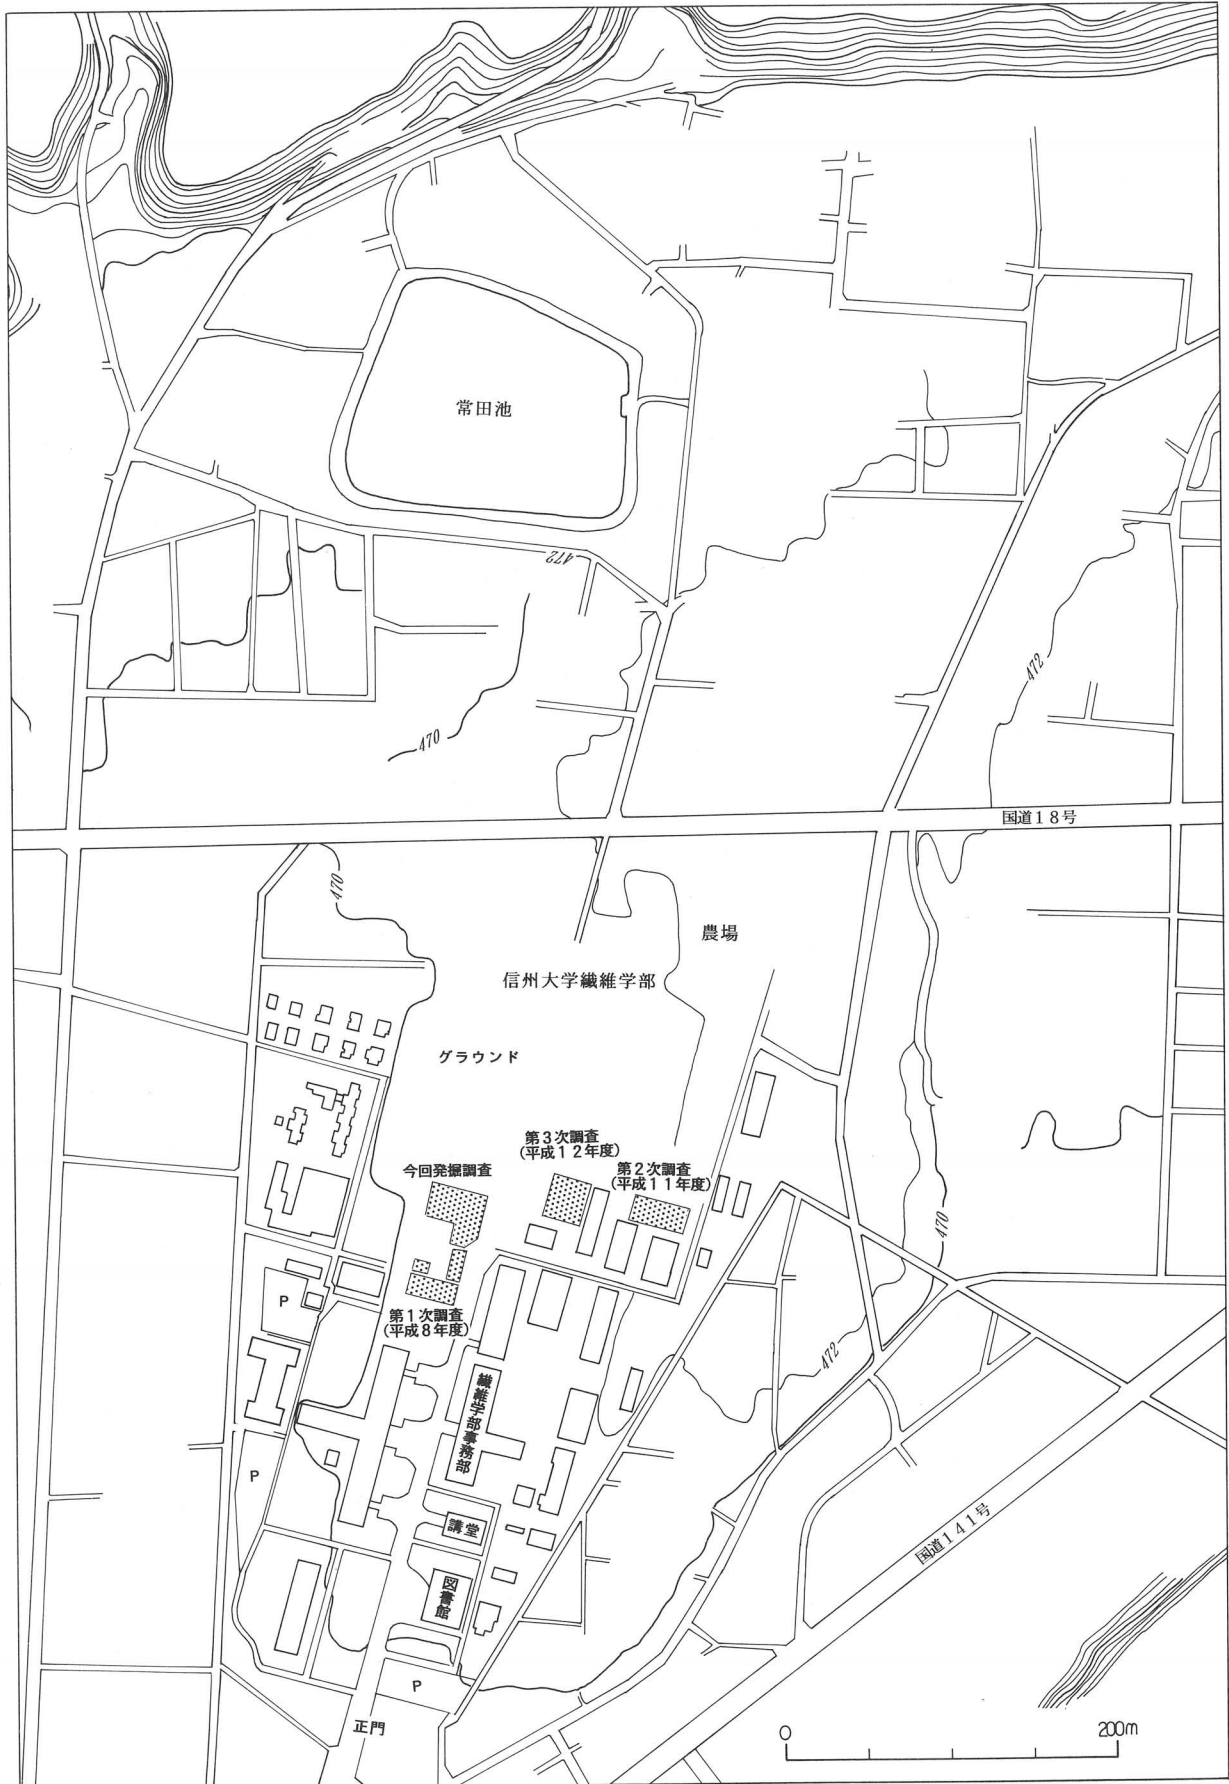 常田池
472
472
470
国道18号
470
農場
信州大学繊維学部
グラウンド
第3次調査
(平成12年度)
第2次調査
(平成11年度)
今回発掘調査
470
P
第1次調査
(平成8年度)
472
繊維学部事務部
P
講堂
国道141号
図書館
P
正門
0
200m